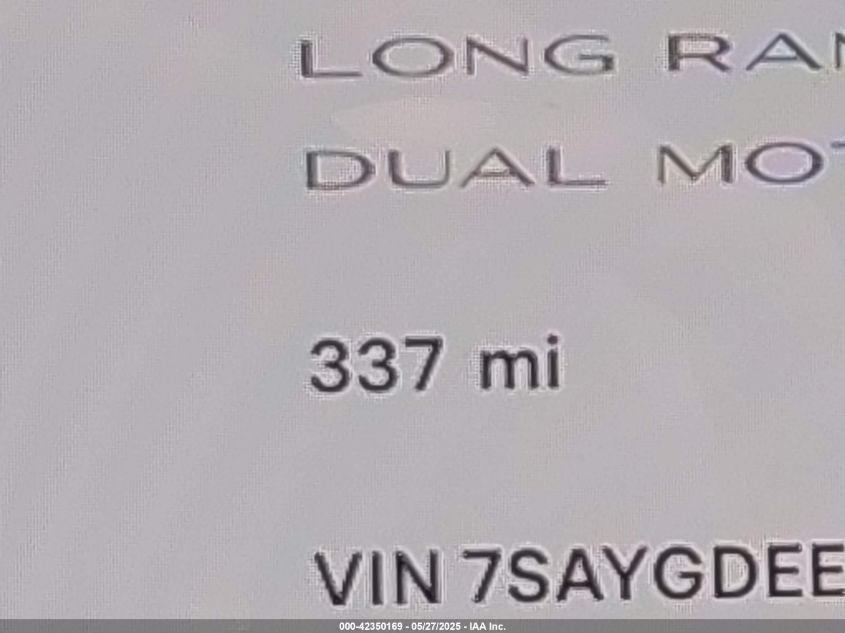 LONG RAN
DUAL MOT
337 mi
VIN 7SAYGDEE
000-42350169 - 05/27/2025 - IAA Inc.